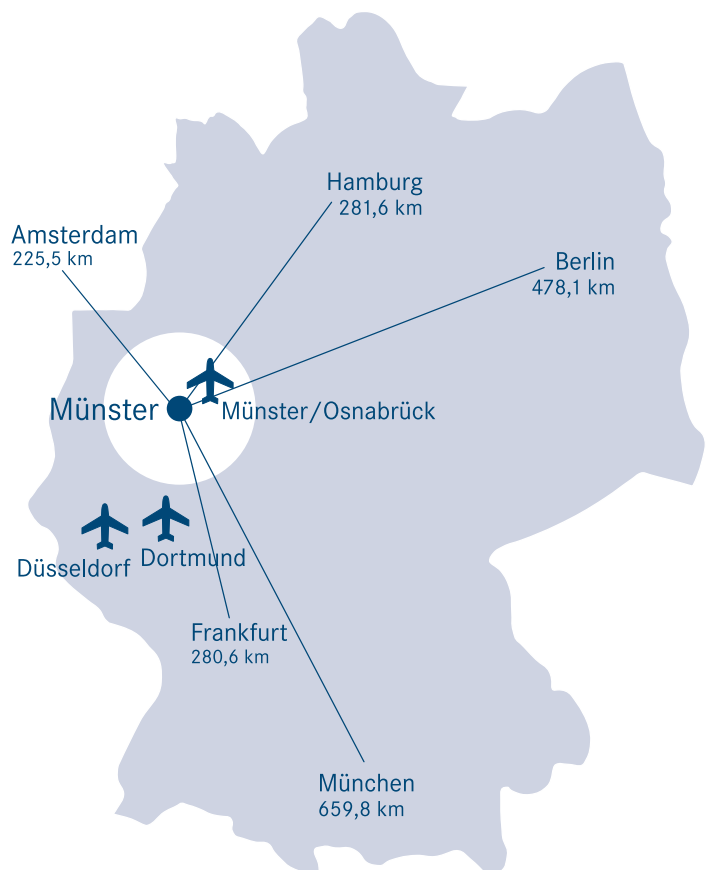 Hamburg
281,6 km
Amsterdam
225,5 km
Berlin
478,1 km
Münster
Münster/Osnabrück
Düsseldorf
Dortmund
Frankfurt
280,6 km
München
659,8 km